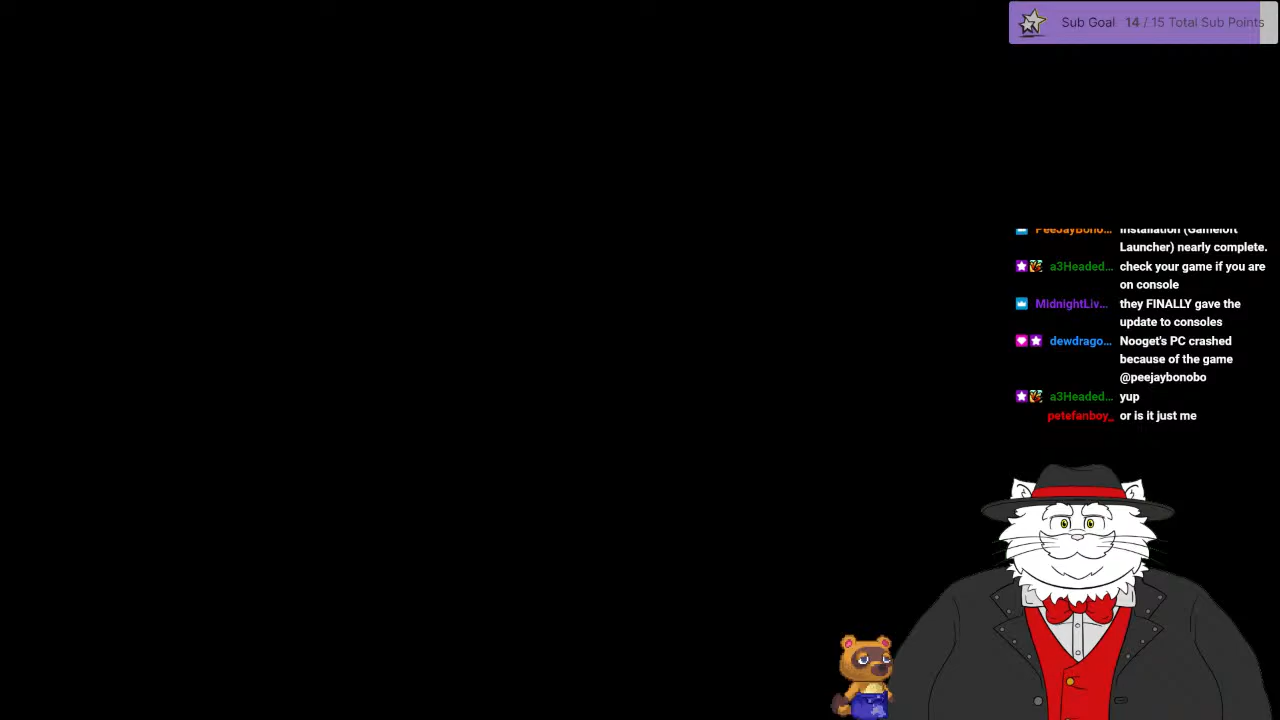 Sub Goal 14 / 15 Total Sub Points
PeeJayBono... Installation (Gameloft
Launcher) nearly complete.
a3Headed... check your game if you are
on console
MidnightLiv... they FINALLY gave the
update to consoles
dewdrago... Nooget's PC crashed
because of the game
@peejaybonobo
a3Headed... yup
petefanboy_ or is it just me